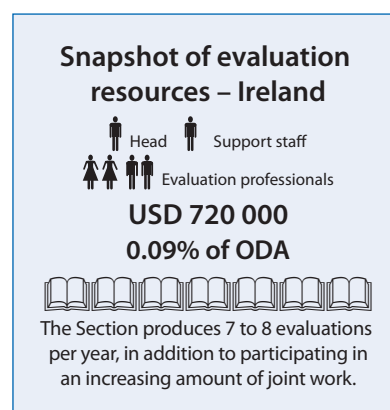 Snapshot of evaluation
resources – Ireland
Head Support staff
Evaluation professionals
USD 720 000
0.09% of ODA
The Section produces 7 to 8 evaluations
per year, in addition to participating in
an increasing amount of joint work.